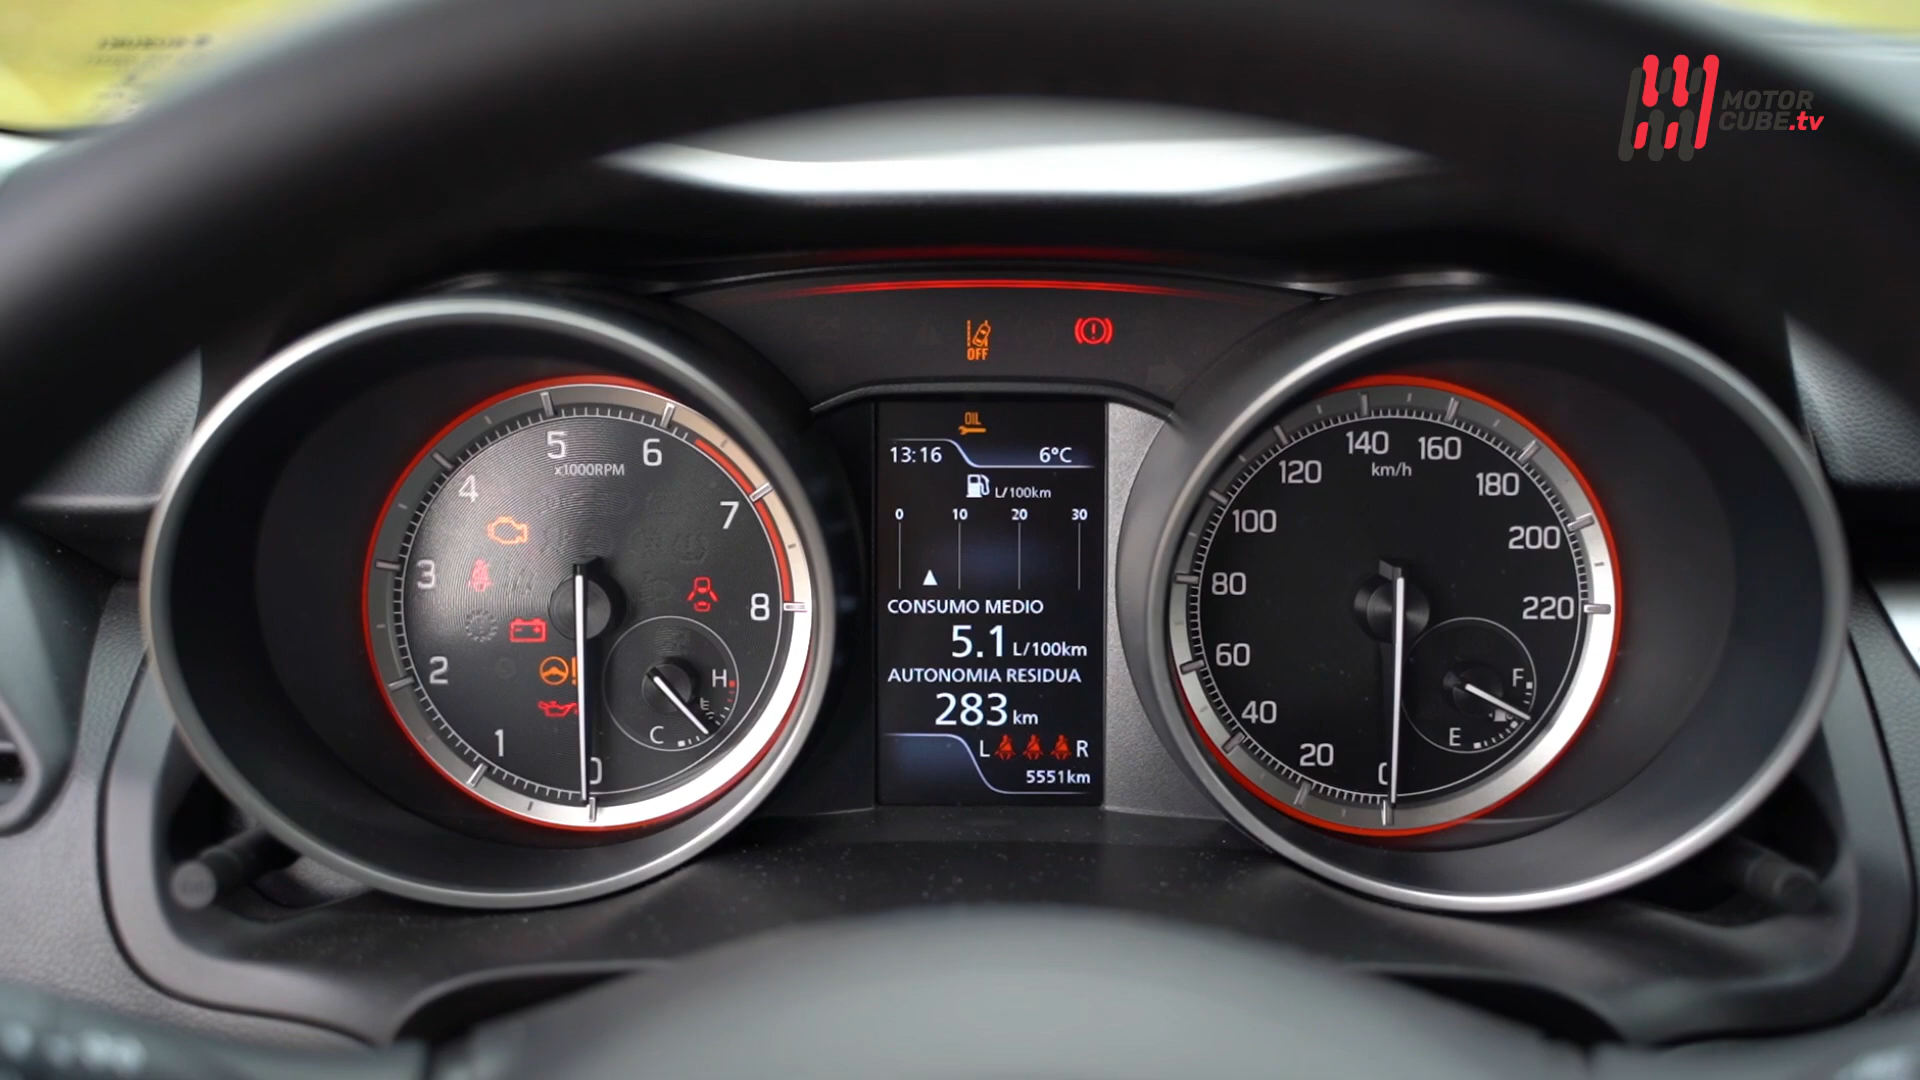 MOTOR
CUBE.tv
OFF
5
6
x1000RPM
4
7
3
8
2
H
1
C
0
OIL
13:16 6°C
L/100km
0 10 20 30
CONSUMO MEDIO
5.1 L/100km
AUTONOMIA RESIDUA
283 km
L R
5551km
140 160
km/h
120
180
100
200
80
220
60
F
40
E
20
0